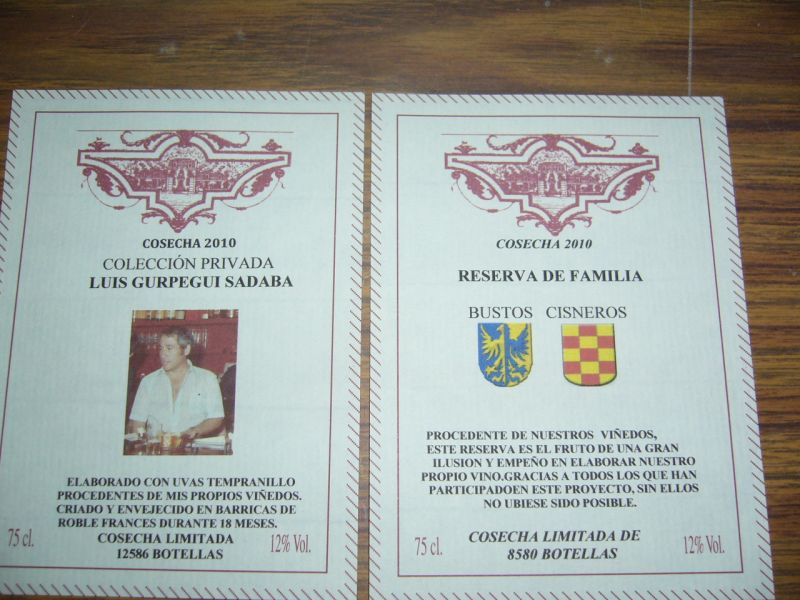 COSECHA 2010
COLECCIÓN PRIVADA
LUIS GURPEGUI SADABA
ELABORADO CON UVAS TEMPRANILLO
PROCEDENTES DE MIS PROPIOS VIÑEDOS.
CRIADO Y ENVEJECIDO EN BARRICAS DE
ROBLE FRANCES DURANTE 18 MESES.
COSECHA LIMITADA
12586 BOTELLAS
75 cl.
12% Vol.
COSECHA 2010
RESERVA DE FAMILIA
BUSTOS CISNEROS
PROCEDENTE DE NUESTROS VIÑEDOS,
ESTE RESERVA ES EL FRUTO DE UNA GRAN
ILUSION Y EMPEÑO EN ELABORAR NUESTRO
PROPIO VINO.GRACIAS A TODOS LOS QUE HAN
PARTICIPADOEN ESTE PROYECTO, SIN ELLOS
NO UBIESE SIDO POSIBLE.
COSECHA LIMITADA DE
8580 BOTELLAS
75 cl.
12% Vol.